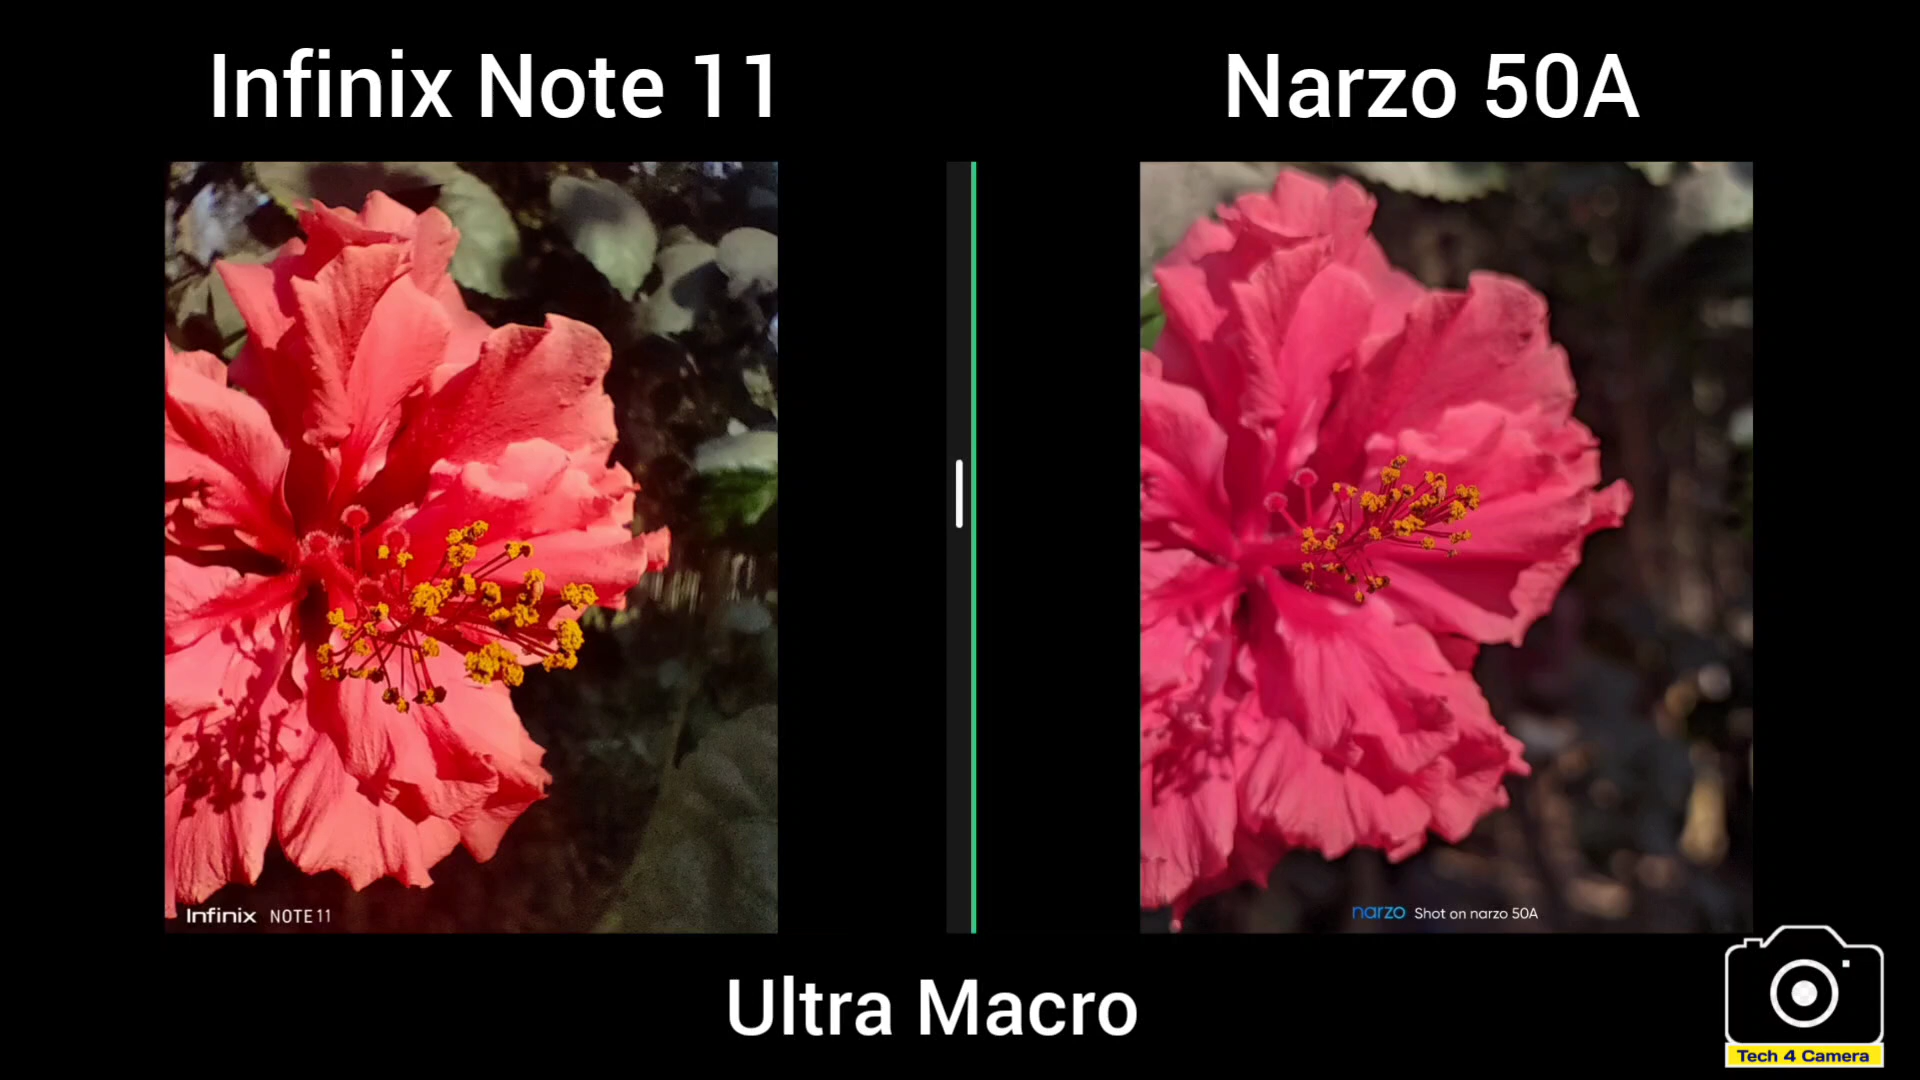 Infinix Note 11
Narzo 50A
Infinix NOTE 11
narzo Shot on narzo 50A
Ultra Macro
Tech 4 Camera